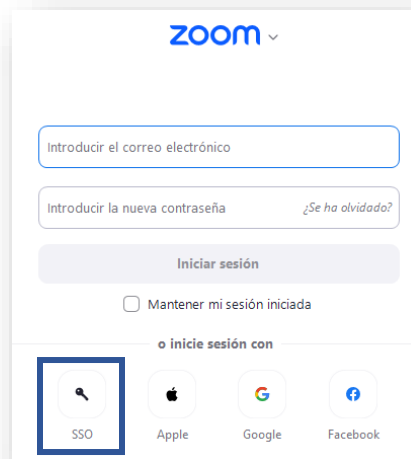 zoom
Introducir el correo electrónico
Introducir la nueva contraseña ¿Se ha olvidado?
Iniciar sesión
Mantener mi sesión iniciada
o inicie sesión con
SSO Apple Google Facebook